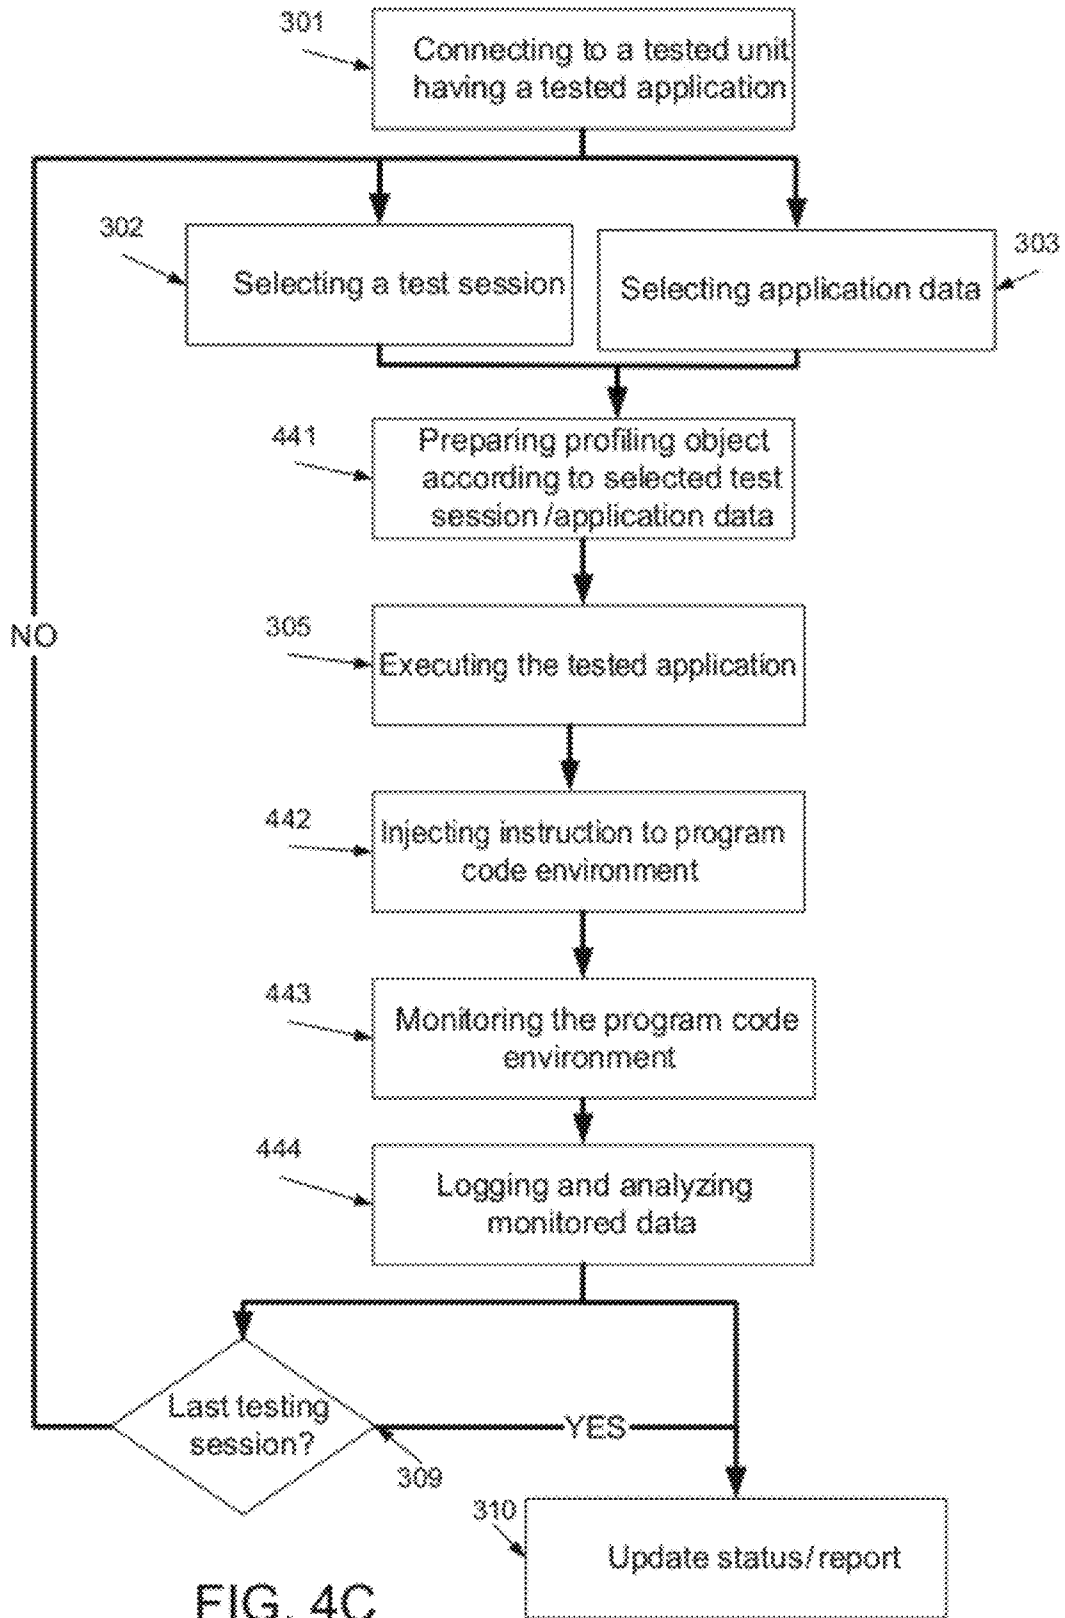 301
Connecting to a tested unit
having a tested application
302
Selecting a test session
303
Selecting application data
441
Preparing profiling object
according to selected test
session/application data
305
Executing the tested application
NO
442
Injecting instruction to program
code environment
443
Monitoring the program code
environment
444
Logging and analyzing
monitored data
Last testing
session?
YES
309
310
Update status/report
FIG. 4C